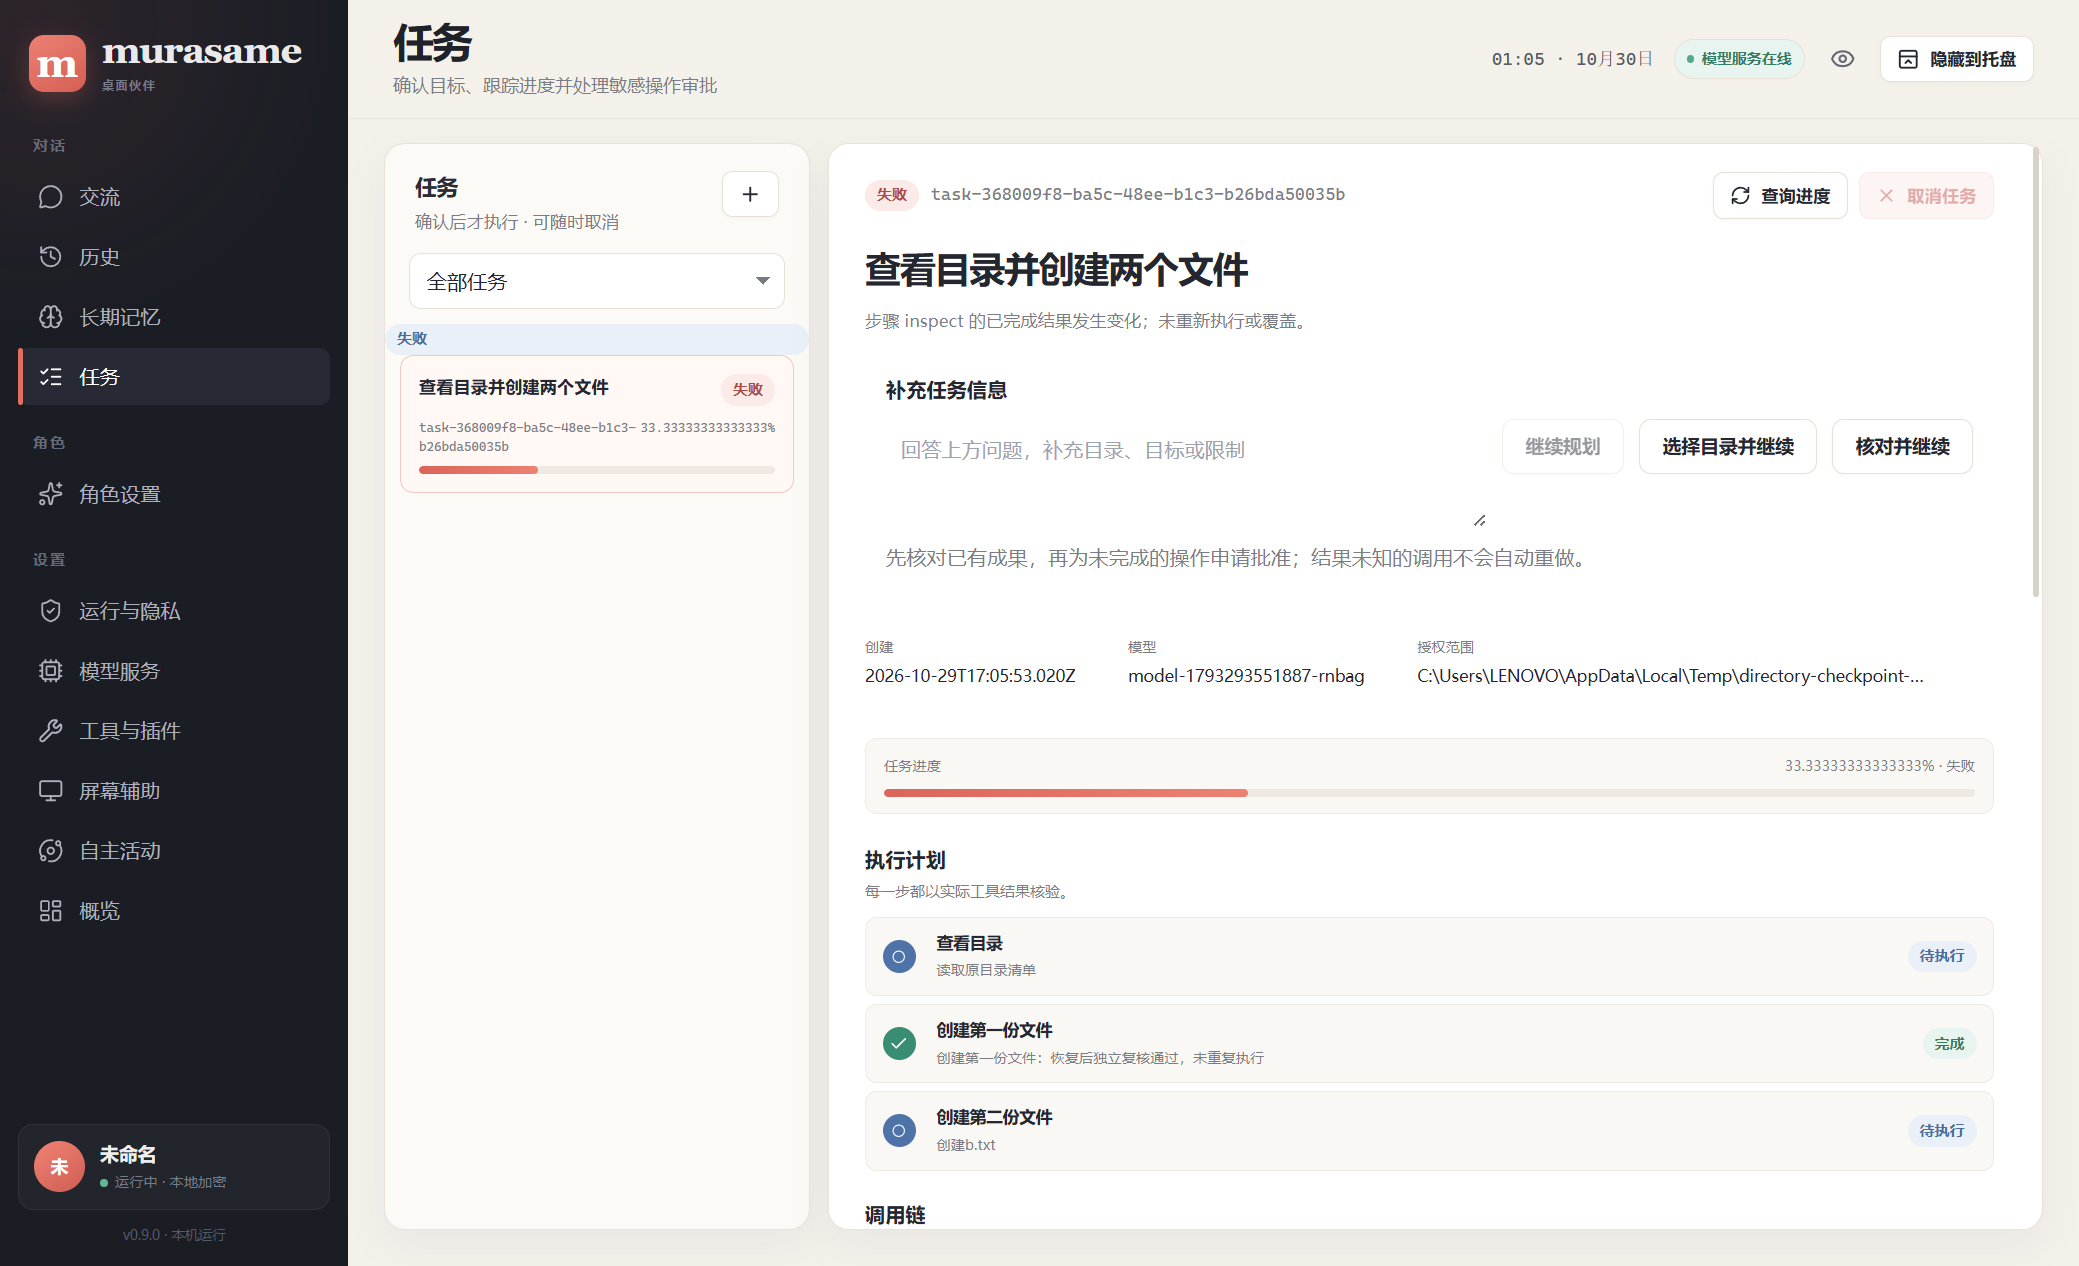 m
murasame
桌面伙伴
对话
交流
历史
长期记忆
任务
角色
角色设置
设置
运行与隐私
模型服务
工具与插件
屏幕辅助
自主活动
概览
未
未命名
运行中 · 本地加密
v0.9.0 · 本机运行
任务
确认目标、跟踪进度并处理敏感操作审批
01:05 · 10月30日
模型服务在线
隐藏到托盘
任务
确认后才执行 · 可随时取消
全部任务
失败
查看目录并创建两个文件
失败
task-368009f8-ba5c-48ee-b1c3-b26bda50035b
33.33333333333333%
失败
task-368009f8-ba5c-48ee-b1c3-b26bda50035b
查询进度
取消任务
查看目录并创建两个文件
步骤 inspect 的已完成结果发生变化；未重新执行或覆盖。
补充任务信息
回答上方问题，补充目录、目标或限制
继续规划
选择目录并继续
核对并继续
先核对已有成果，再为未完成的操作申请批准；结果未知的调用不会自动重做。
创建
2026-10-29T17:05:53.020Z
模型
model-1793293551887-rnbag
授权范围
C:\Users\LENOVO\AppData\Local\Temp\directory-checkpoint-...
任务进度
33.33333333333333% · 失败
执行计划
每一步都以实际工具结果核验。
查看目录
读取原目录清单
待执行
创建第一份文件
创建第一份文件：恢复后独立复核通过，未重复执行
完成
创建第二份文件
创建b.txt
待执行
调用链